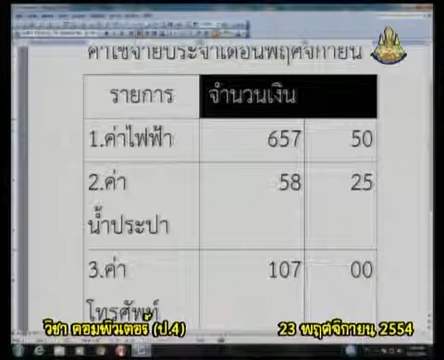 ค่าใช้จ่ายประจำเดือนพฤศจิกายน
รายการ จำนวนเงิน
1.ค่าไฟฟ้า 657 50
2.ค่า 58 25
น้ำประปา
3.ค่า 107 00
โทรศัพท์
วิชา คอมพิวเตอร์ (ป.4) 23 พฤศจิกายน 2554